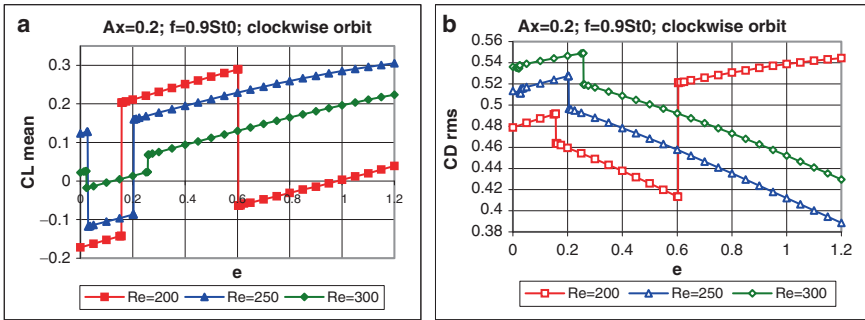 a
Ax=0.2; f=0.9St0; clockwise orbit
CL mean
0.3
0.2
0.1
0
−0.1
−0.2
0 0.2 0.4 0.6 0.8 1 1.2
e
Re=200 Re=250 Re=300
b
Ax=0.2; f=0.9St0; clockwise orbit
CD rms
0.56
0.54
0.52
0.5
0.48
0.46
0.44
0.42
0.4
0.38
0 0.2 0.4 0.6 0.8 1 1.2
e
Re=200 Re=250 Re=300